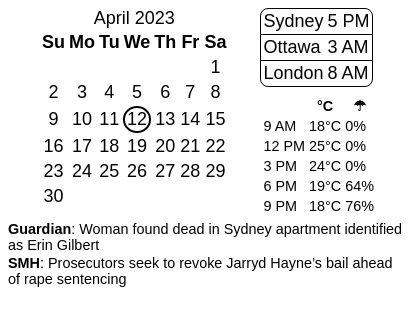 April 2023
Su Mo Tu We Th Fr Sa
1
2 3 4 5 6 7 8
9 10 11 12 13 14 15
16 17 18 19 20 21 22
23 24 25 26 27 28 29
30
Sydney 5 PM
Ottawa 3 AM
London 8 AM
°C ☂
9 AM 18°C 0%
12 PM 25°C 0%
3 PM 24°C 0%
6 PM 19°C 64%
9 PM 18°C 76%
Guardian: Woman found dead in Sydney apartment identified
as Erin Gilbert
SMH: Prosecutors seek to revoke Jarryd Hayne's bail ahead
of rape sentencing